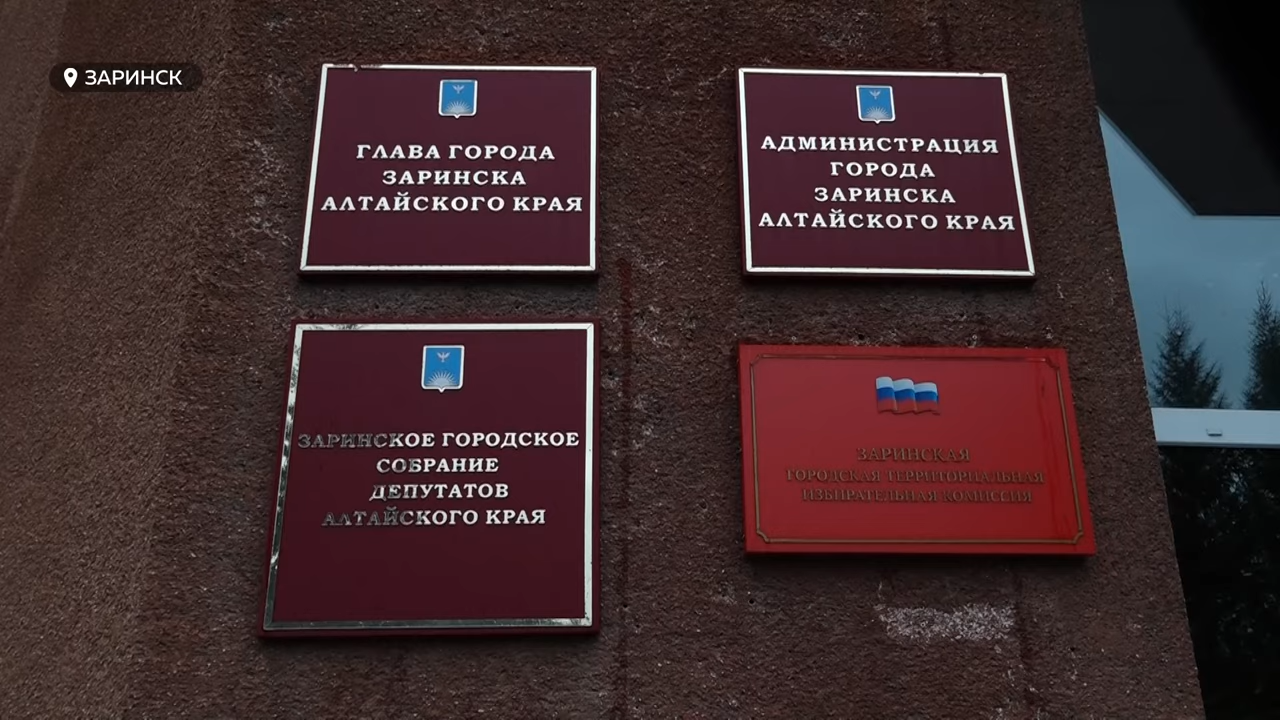 ЗАРИНСК
ГЛАВА ГОРОДА
ЗАРИНСКА
АЛТАЙСКОГО КРАЯ
АДМИНИСТРАЦИЯ
ГОРОДА
ЗАРИНСКА
АЛТАЙСКОГО КРАЯ
ЗАРИНСКОЕ ГОРОДСКОЕ
СОБРАНИЕ
ДЕПУТАТОВ
АЛТАЙСКОГО КРАЯ
ЗАРИНСКАЯ
ГОРОДСКАЯ ТЕРРИТОРИАЛЬНАЯ
ИЗБИРАТЕЛЬНАЯ КОМИССИЯ